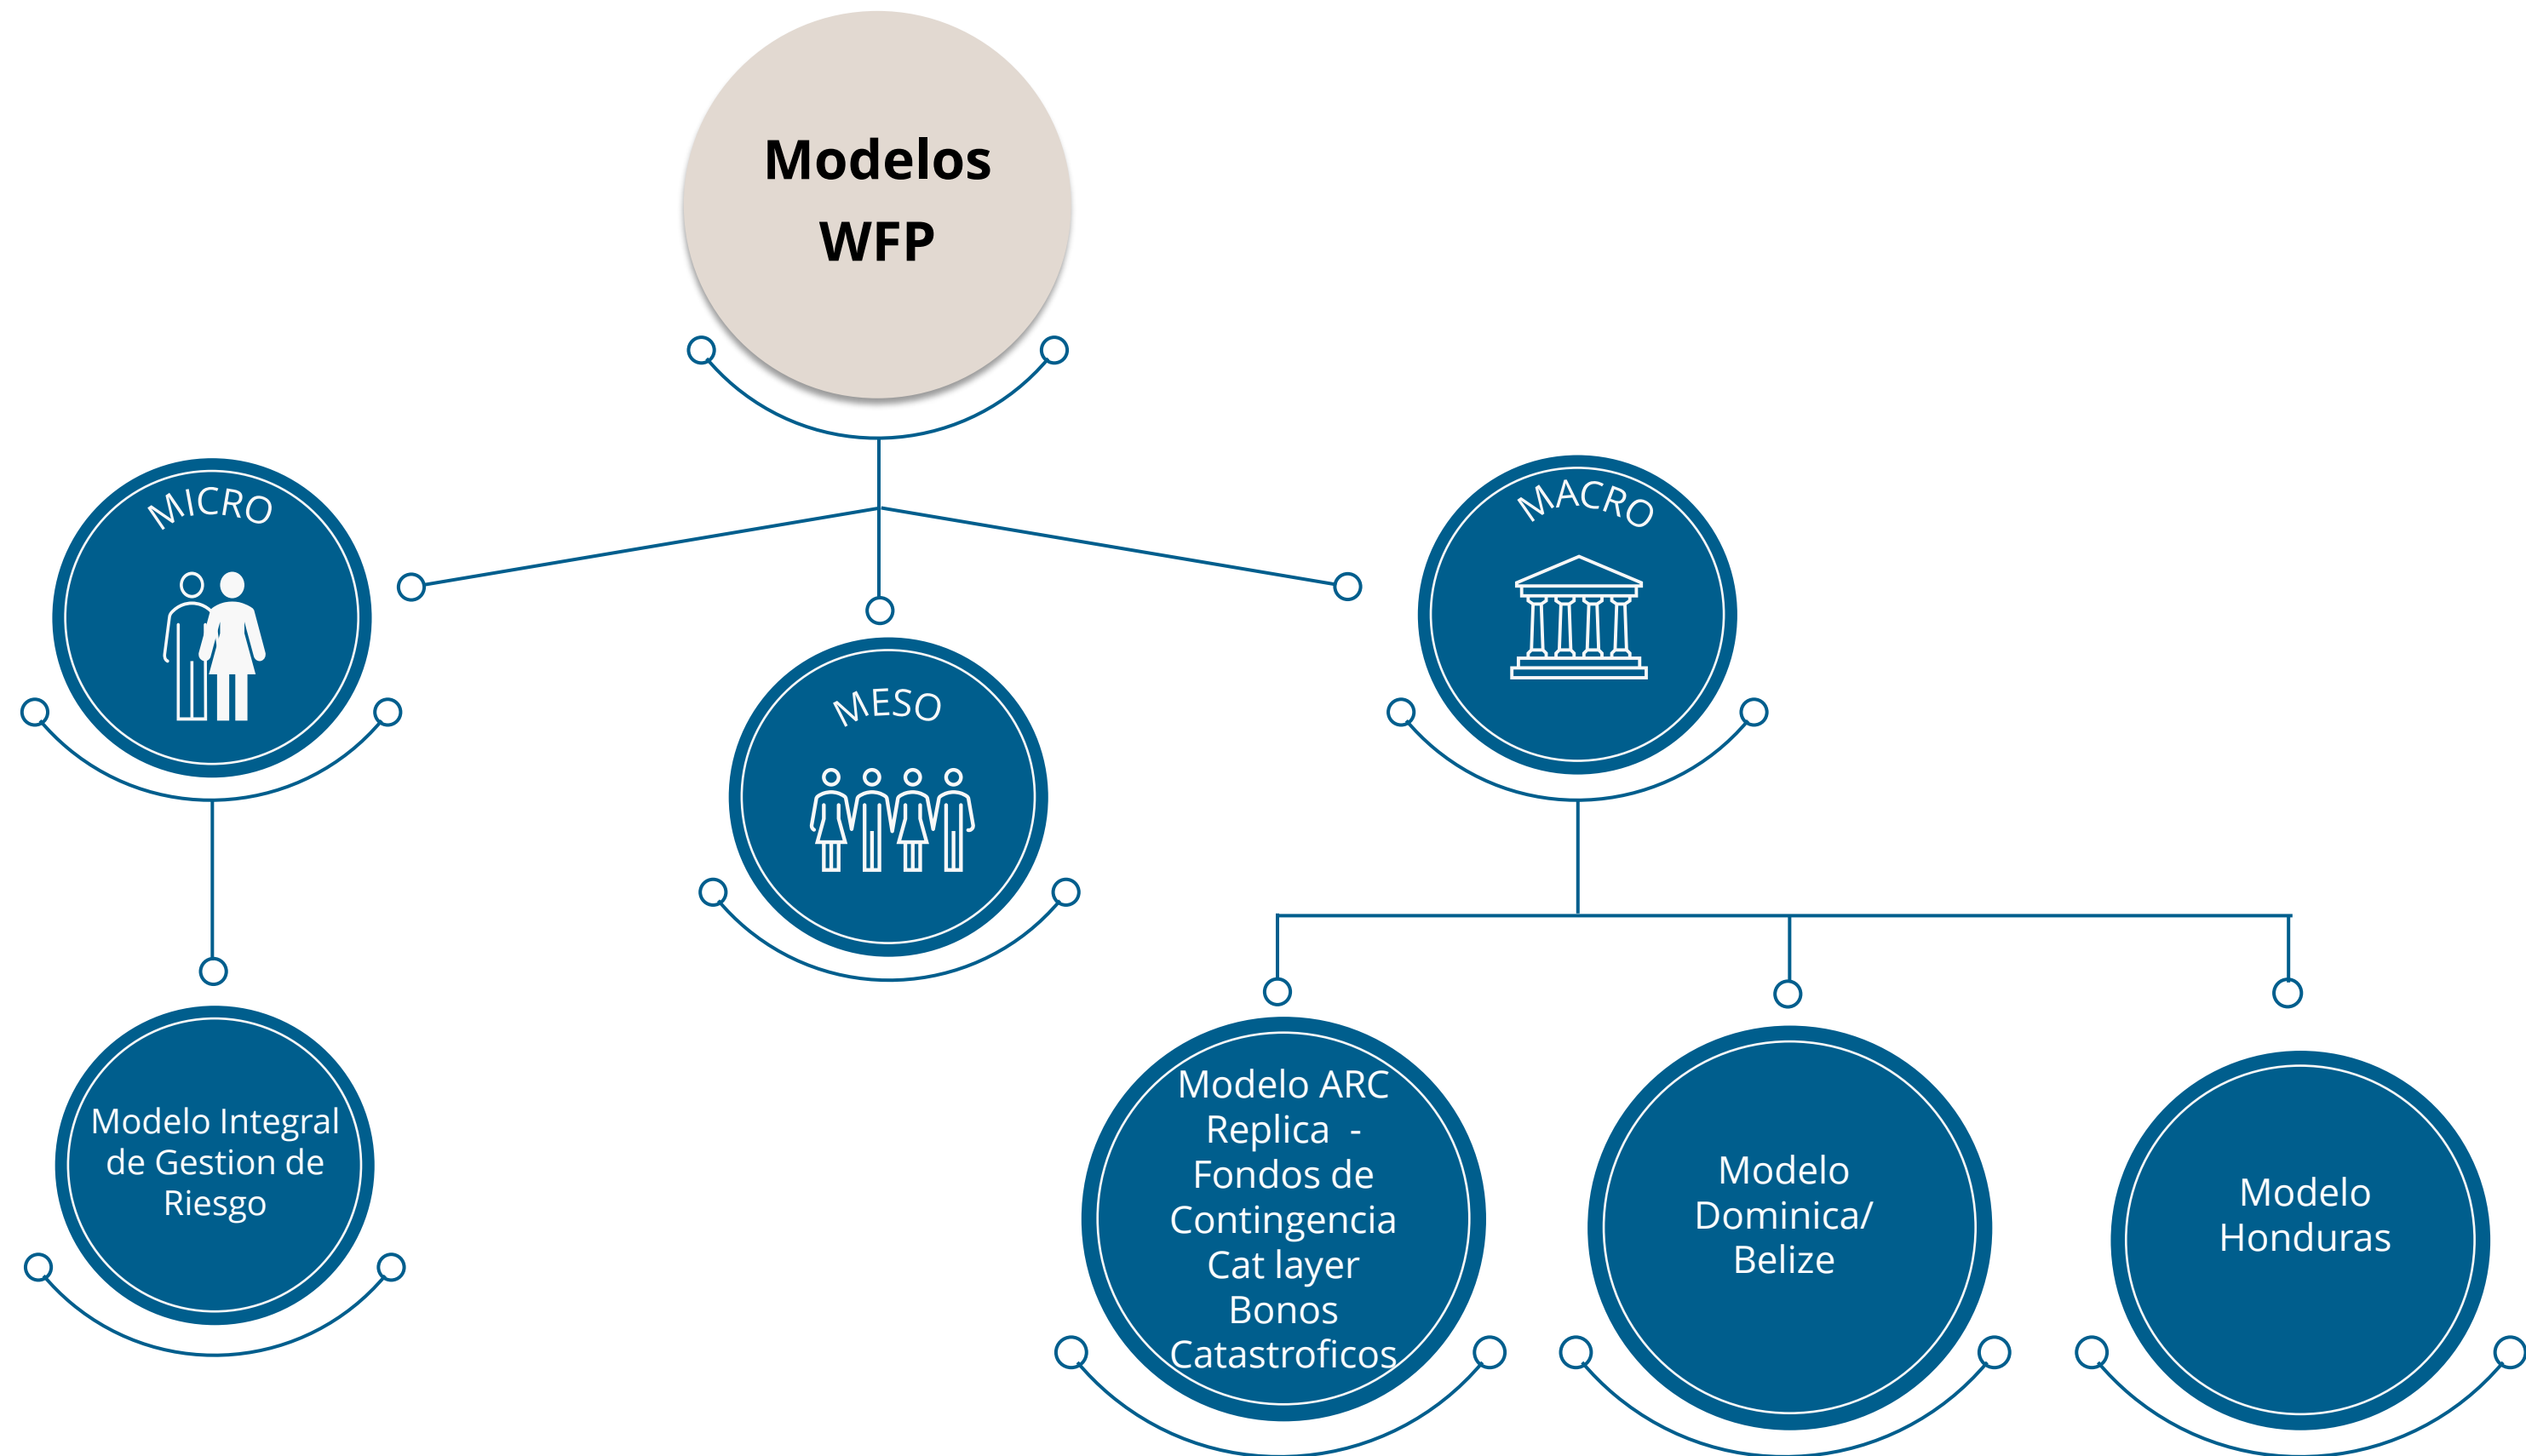 Modelos
WFP
MICRO
MESO
MACRO
Modelo Integral
de Gestion de
Riesgo
Modelo ARC
Replica -
Fondos de
Contingencia
Cat layer
Bonos
Catastroficos
Modelo
Dominica/
Belize
Modelo
Honduras